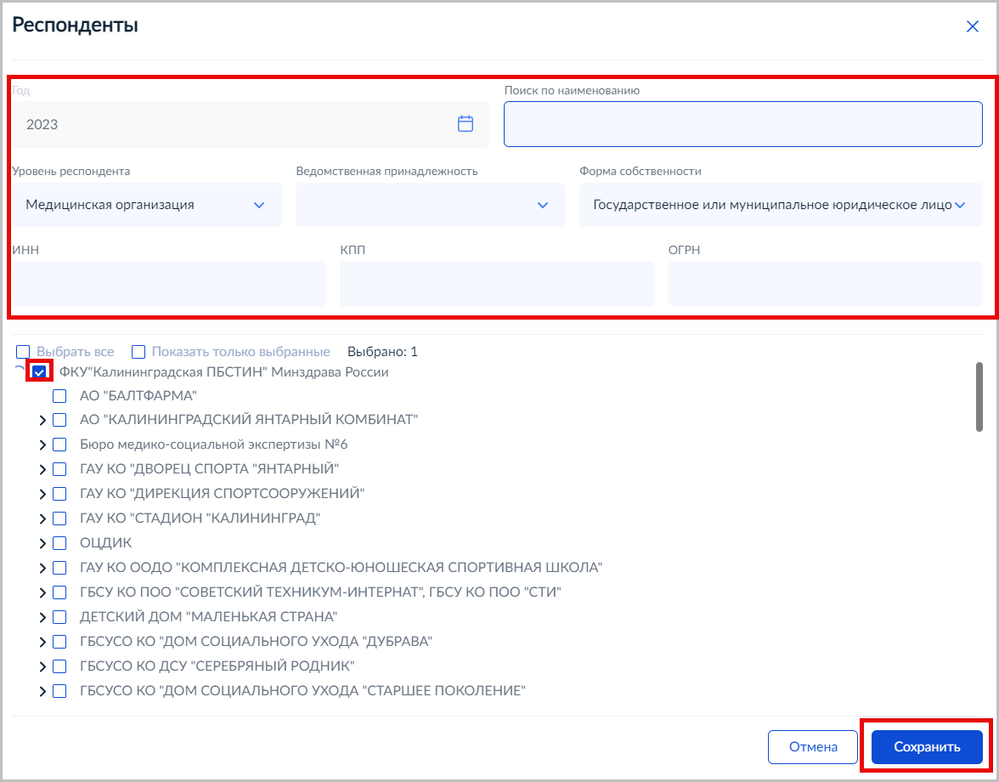 Респонденты
Год
Поиск по наименованию
2023
Уровень респондента
Ведомственная принадлежность
Форма собственности
Медицинская организация
Государственное или муниципальное юридическое лицо
ИНН
КПП
ОГРН
Выбрать все
Показать только выбранные
Выбрано: 1
ФКУ"Калининградская ПБСТИН" Минздрава России
АО "БАЛТФАРМА"
АО "КАЛИНИНГРАДСКИЙ ЯНТАРНЫЙ КОМБИНАТ"
Бюро медико-социальной экспертизы №6
ГАУ КО "ДВОРЕЦ СПОРТА "ЯНТАРНЫЙ"
ГАУ КО "ДИРЕКЦИЯ СПОРТСООРУЖЕНИЙ"
ГАУ КО "СТАДИОН "КАЛИНИНГРАД"
ОЦДИК
ГАУ КО ООДО "КОМПЛЕКСНАЯ ДЕТСКО-ЮНОШЕСКАЯ СПОРТИВНАЯ ШКОЛА"
ГБСУ КО ПОО "СОВЕТСКИЙ ТЕХНИКУМ-ИНТЕРНАТ", ГБСУ КО ПОО "СТИ"
ДЕТСКИЙ ДОМ "МАЛЕНЬКАЯ СТРАНА"
ГБСУСО КО "ДОМ СОЦИАЛЬНОГО УХОДА "ДУБРАВА"
ГБСУСО КО ДСУ "СЕРЕБРЯНЫЙ РОДНИК"
ГБСУСО КО "ДОМ СОЦИАЛЬНОГО УХОДА "СТАРШЕЕ ПОКОЛЕНИЕ"
Отмена
Сохранить